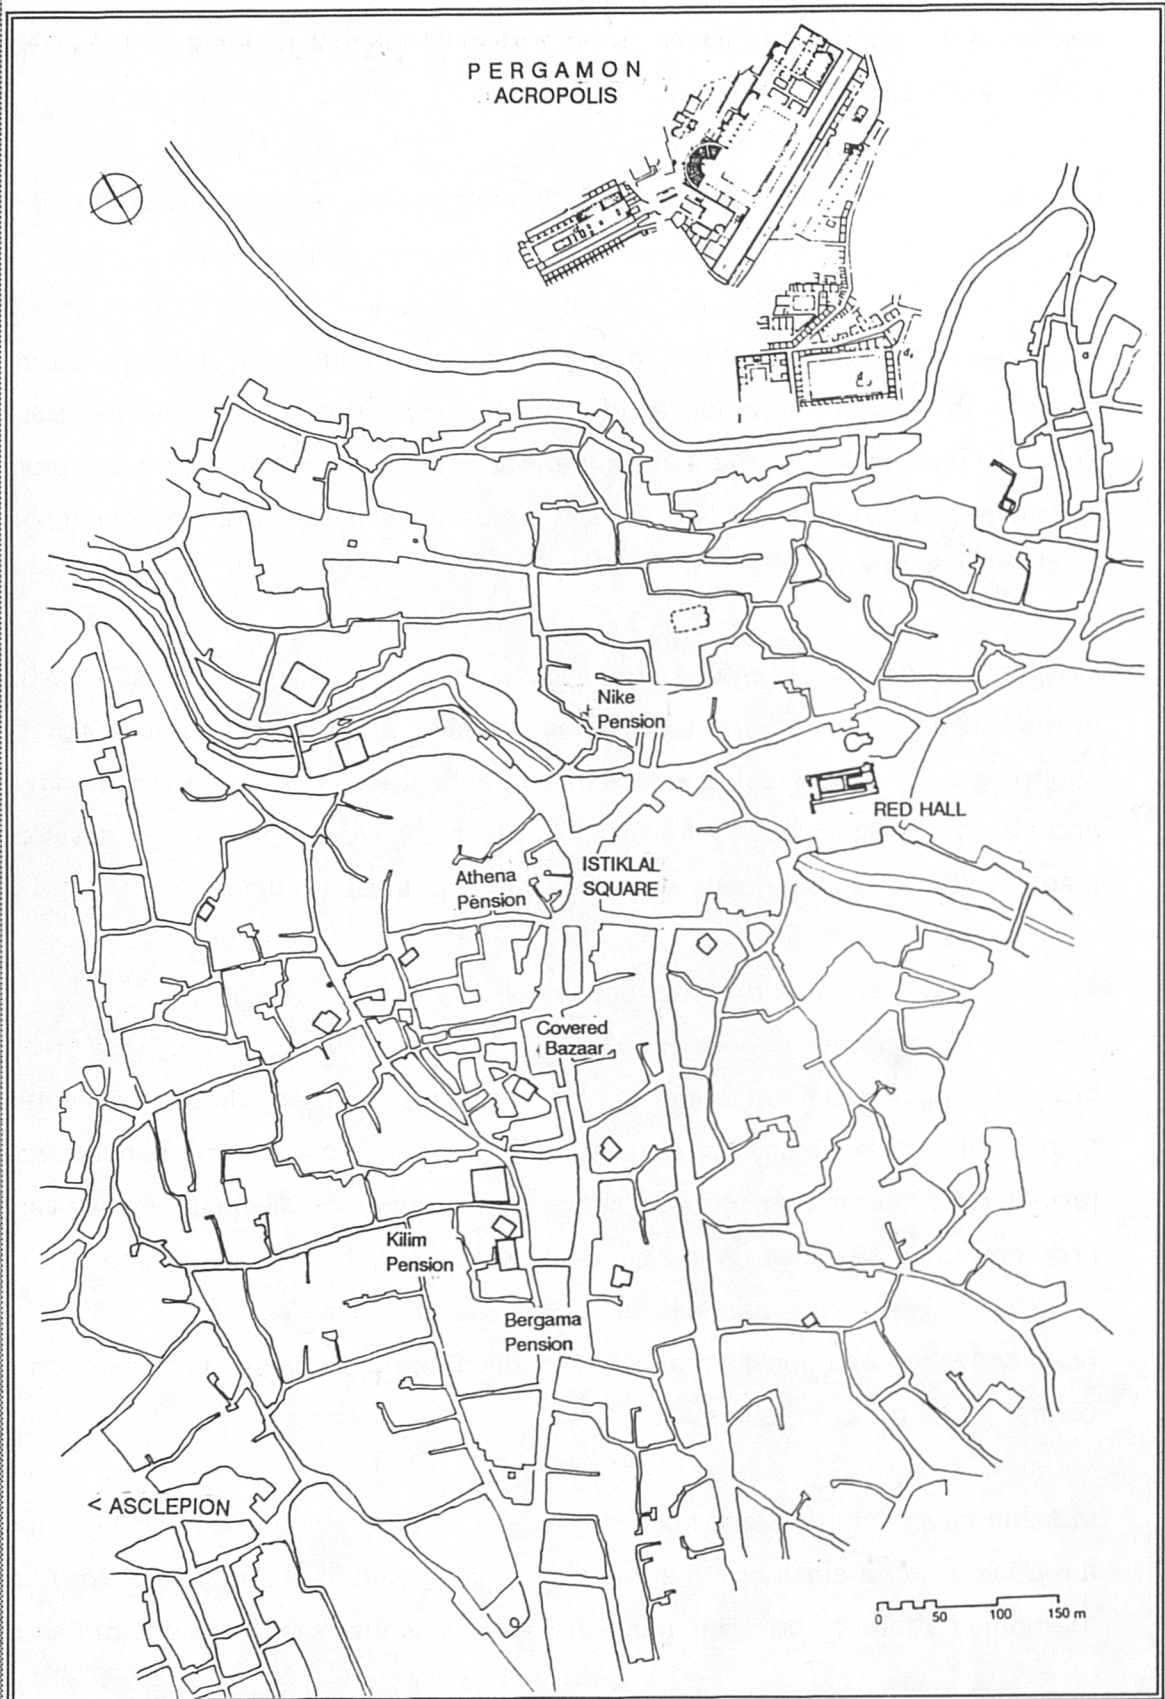 PERGAMON
ACROPOLIS
Nike
Pension
RED HALL
ISTIKLAL
SQUARE
Athena
Pension
Covered
Bazaar
Kilim
Pension
Bergama
Pension
< ASCLEPION
0 50 100 150 m